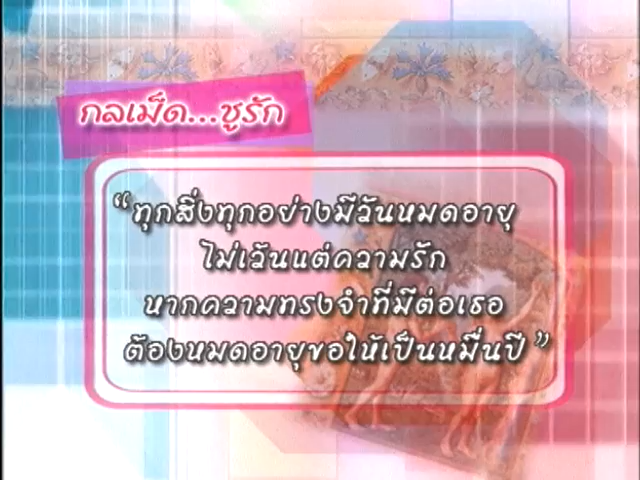 กลเม็ด...ชูรัก
“ทุกสิ่งทุกอย่างมีวันหมดอายุ
ไม่เว้นแต่ความรัก
หากความทรงจำที่มีต่อเธอ
ต้องหมดอายุขอให้เป็นหมื่นปี”